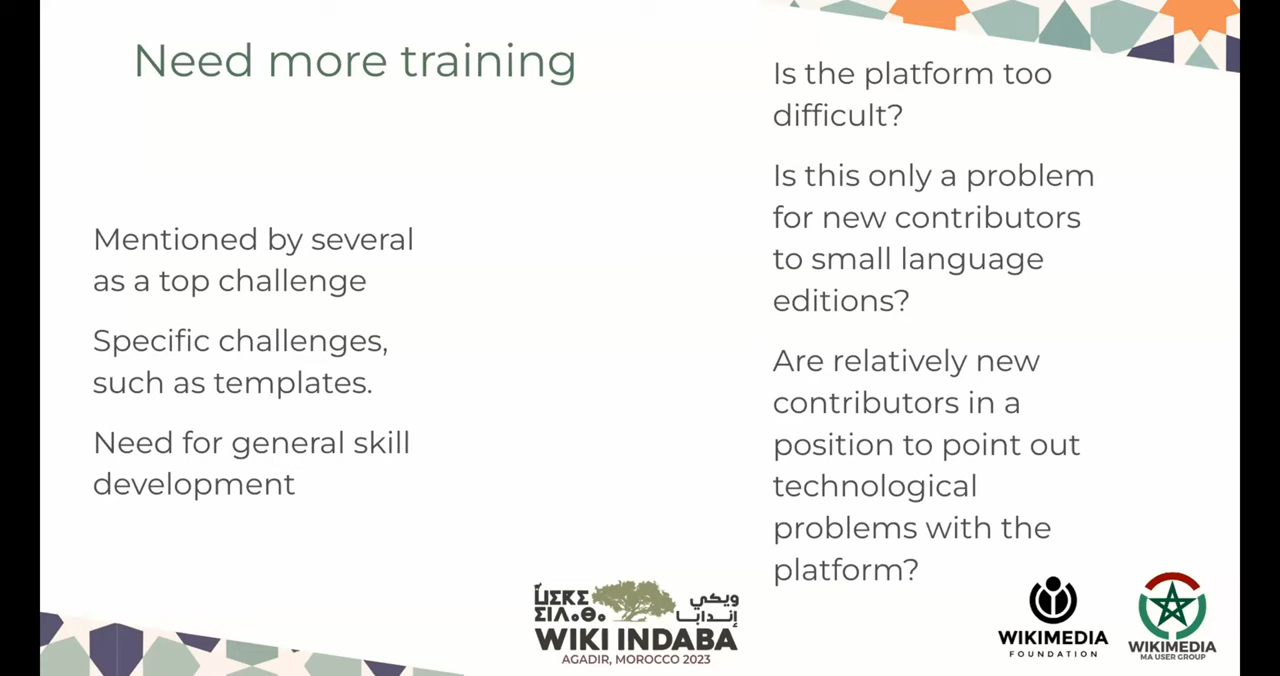 Need more training
Mentioned by several
as a top challenge
Specific challenges,
such as templates.
Need for general skill
development
Is the platform too
difficult?
Is this only a problem
for new contributors
to small language
editions?
Are relatively new
contributors in a
position to point out
technological
problems with the
platform?
ⵡⵉⴽⵉ
ⵉⵏⴷⴰⴱⴰ
ويكي
إندابا
WIKI INDABA
AGADIR, MOROCCO 2023
WIKIMEDIA
FOUNDATION
WIKIMEDIA
MA USER GROUP